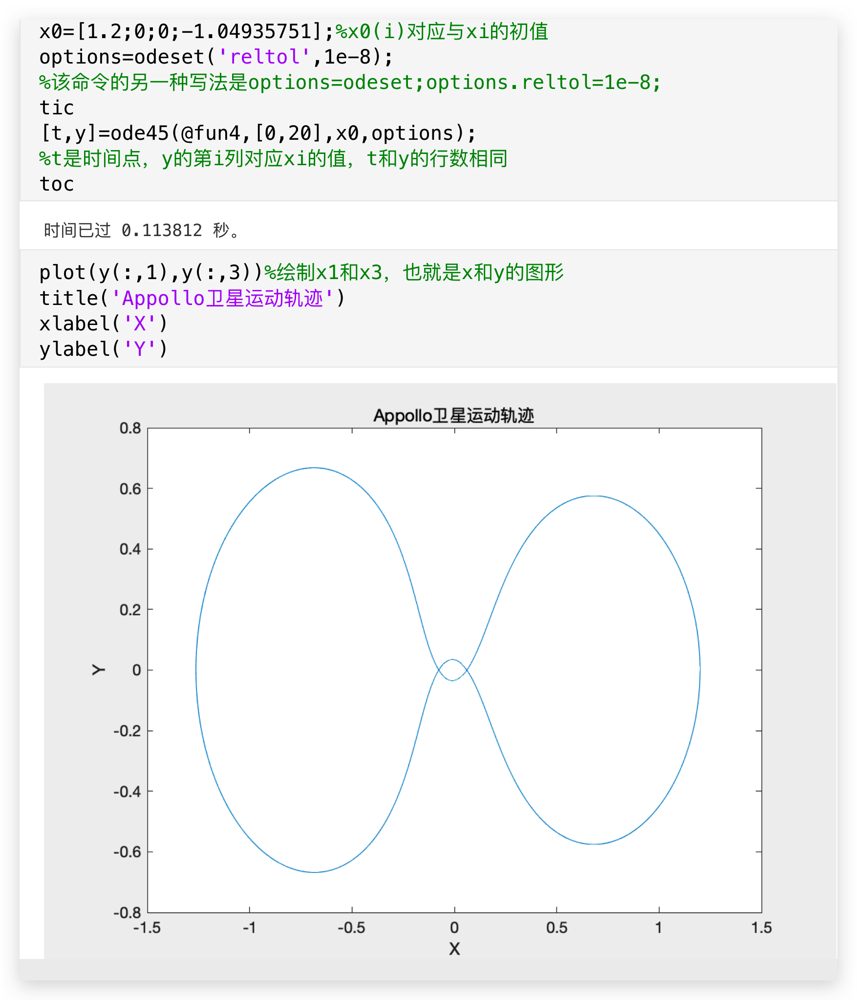 x0=[1.2;0;0;-1.04935751];%x0(i)对应与xi的初值
options=odeset('reltol',1e-8);
%该命令的另一种写法是options=odeset;options.reltol=1e-8;
tic
[t,y]=ode45(@fun4,[0,20],x0,options);
%t是时间点，y的第i列对应xi的值，t和y的行数相同
toc
时间已过 0.113812 秒。
plot(y(:,1),y(:,3))%绘制x1和x3，也就是x和y的图形
title('Appollo卫星运动轨迹')
xlabel('X')
ylabel('Y')
Appollo卫星运动轨迹
0.8
0.6
0.4
0.2
Y
0
-0.2
-0.4
-0.6
-0.8
-1.5 -1 -0.5 0 0.5 1 1.5
X